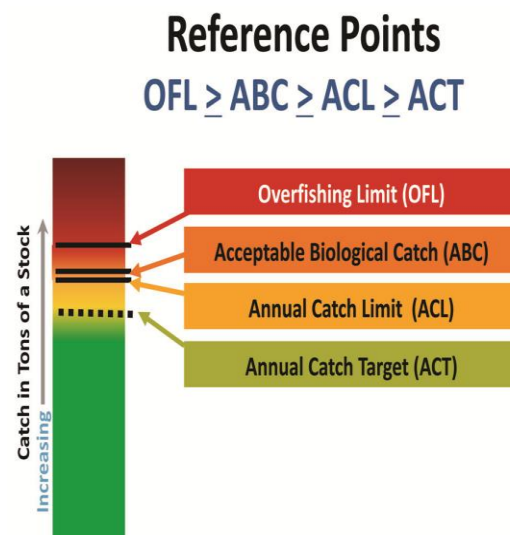 Reference Points
OFL ≥ ABC ≥ ACL ≥ ACT
Overfishing Limit (OFL)
Acceptable Biological Catch (ABC)
Annual Catch Limit (ACL)
Annual Catch Target (ACT)
Catch in Tons of a Stock
Increasing